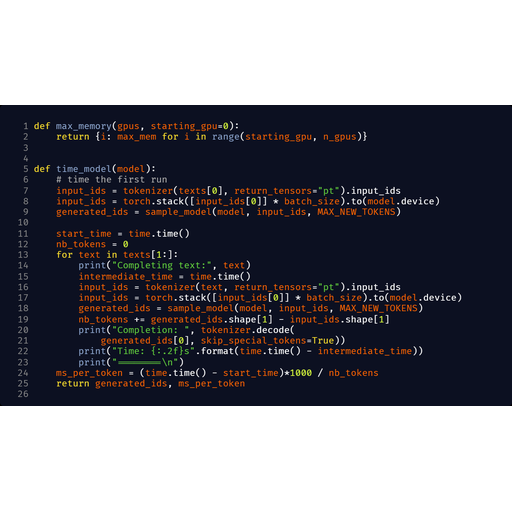 1 def max_memory(gpus, starting_gpu=0):
2     return {i: max_mem for i in range(starting_gpu, n_gpus)}
3
4
5 def time_model(model):
6     # time the first run
7     input_ids = tokenizer(texts[0], return_tensors="pt").input_ids
8     input_ids = torch.stack([input_ids[0]] * batch_size).to(model.device)
9     generated_ids = sample_model(model, input_ids, MAX_NEW_TOKENS)
10
11     start_time = time.time()
12     nb_tokens = 0
13     for text in texts[1:]:
14         print("Completing text:", text)
15         intermediate_time = time.time()
16         input_ids = tokenizer(text, return_tensors="pt").input_ids
17         input_ids = torch.stack([input_ids[0]] * batch_size).to(model.device)
18         generated_ids = sample_model(model, input_ids, MAX_NEW_TOKENS)
19         nb_tokens += generated_ids.shape[1] - input_ids.shape[1]
20         print("Completion: ", tokenizer.decode(
21             generated_ids[0], skip_special_tokens=True))
22         print("Time: {:.2f}s".format(time.time() - intermediate_time))
23         print("========\n")
24     ms_per_token = (time.time() - start_time)*1000 / nb_tokens
25     return generated_ids, ms_per_token
26